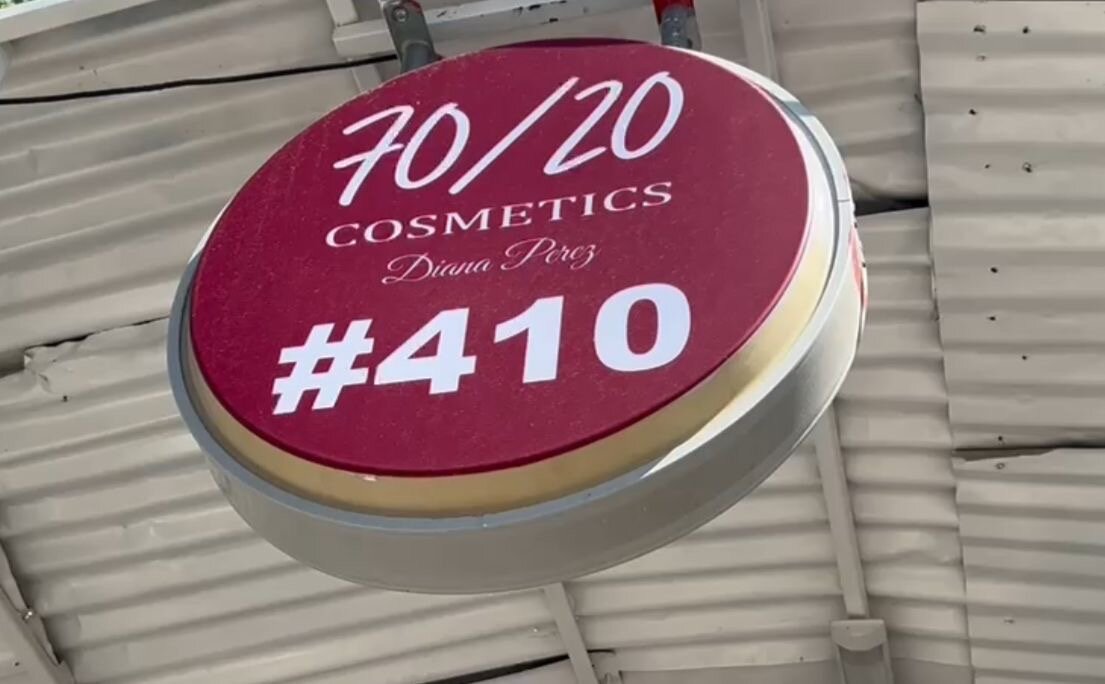 70/20
COSMETICS
Diana Perez
#410